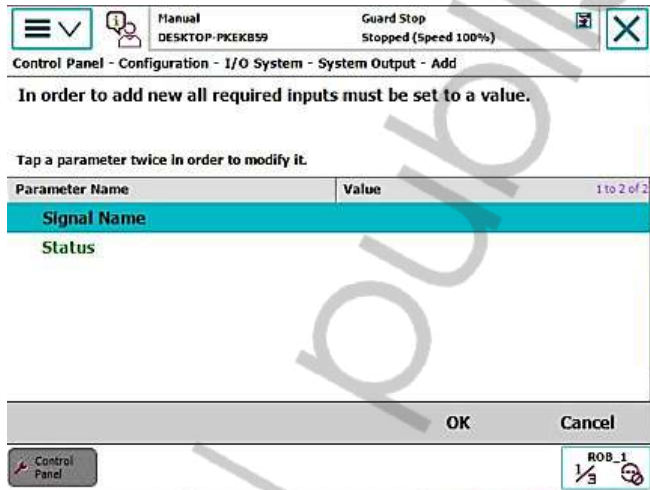 Manual
DESKTOP-PKEKB59
Guard Stop
Stopped (Speed 100%)
Control Panel - Configuration - I/O System - System Output - Add
In order to add new all required inputs must be set to a value.
Tap a parameter twice in order to modify it.
Parameter Name Value 1 to 2 of 2
Signal Name
Status
OK Cancel
Control
Panel
ROB_1
1/3